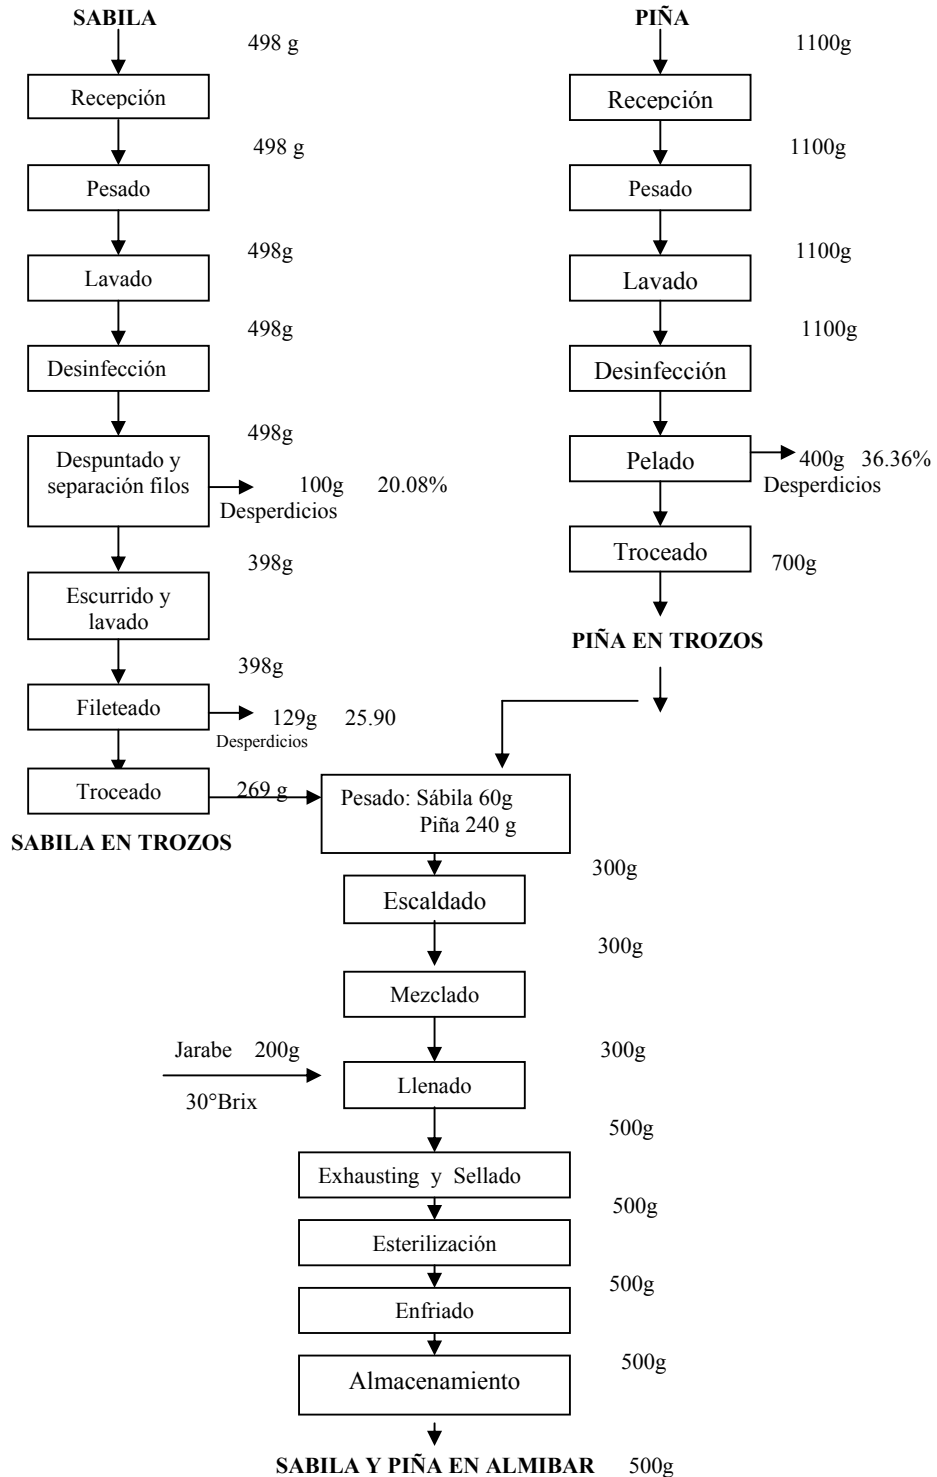 SABILA
498 g
Recepción
498 g
Pesado
498g
Lavado
498g
Desinfección
498g
Despuntado y
separación filos
100g 20.08%
Desperdicios
398g
Escurrido y
lavado
398g
Fileteado
129g 25.90
Desperdicios
Troceado
269 g
SABILA EN TROZOS
PIÑA
1100g
Recepción
1100g
Pesado
1100g
Lavado
1100g
Desinfección
Pelado
400g 36.36%
Desperdicios
Troceado
700g
PIÑA EN TROZOS
Pesado: Sábila 60g
Piña 240 g
300g
Escaldado
300g
Mezclado
Jarabe 200g
300g
Llenado
30°Brix
500g
Exhausting y Sellado
500g
Esterilización
500g
Enfriado
500g
Almacenamiento
SABILA Y PIÑA EN ALMIBAR 500g